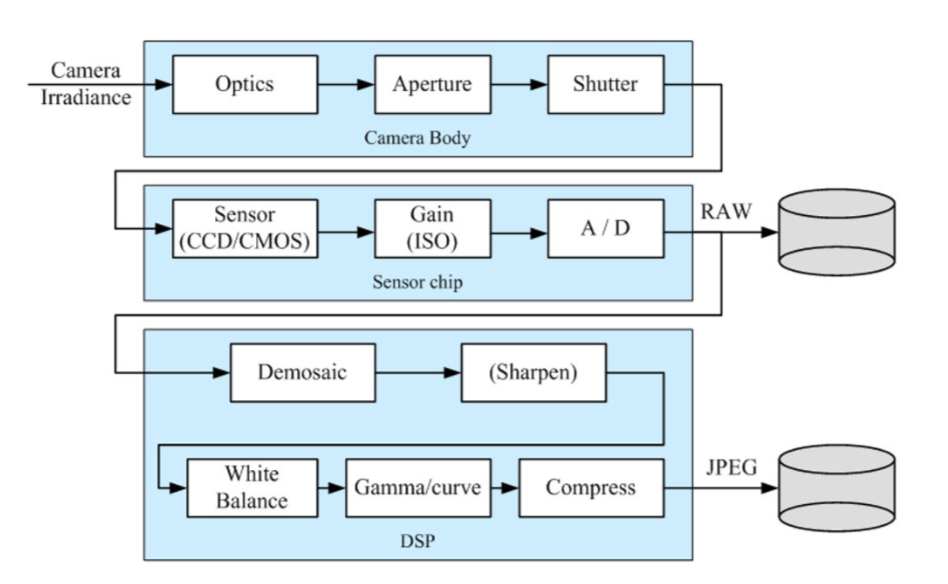 Camera
Irradiance
Optics
Aperture
Shutter
Camera Body
Sensor
(CCD/CMOS)
Gain
(ISO)
A / D
RAW
Sensor chip
Demosaic
(Sharpen)
White
Balance
Gamma/curve
Compress
JPEG
DSP